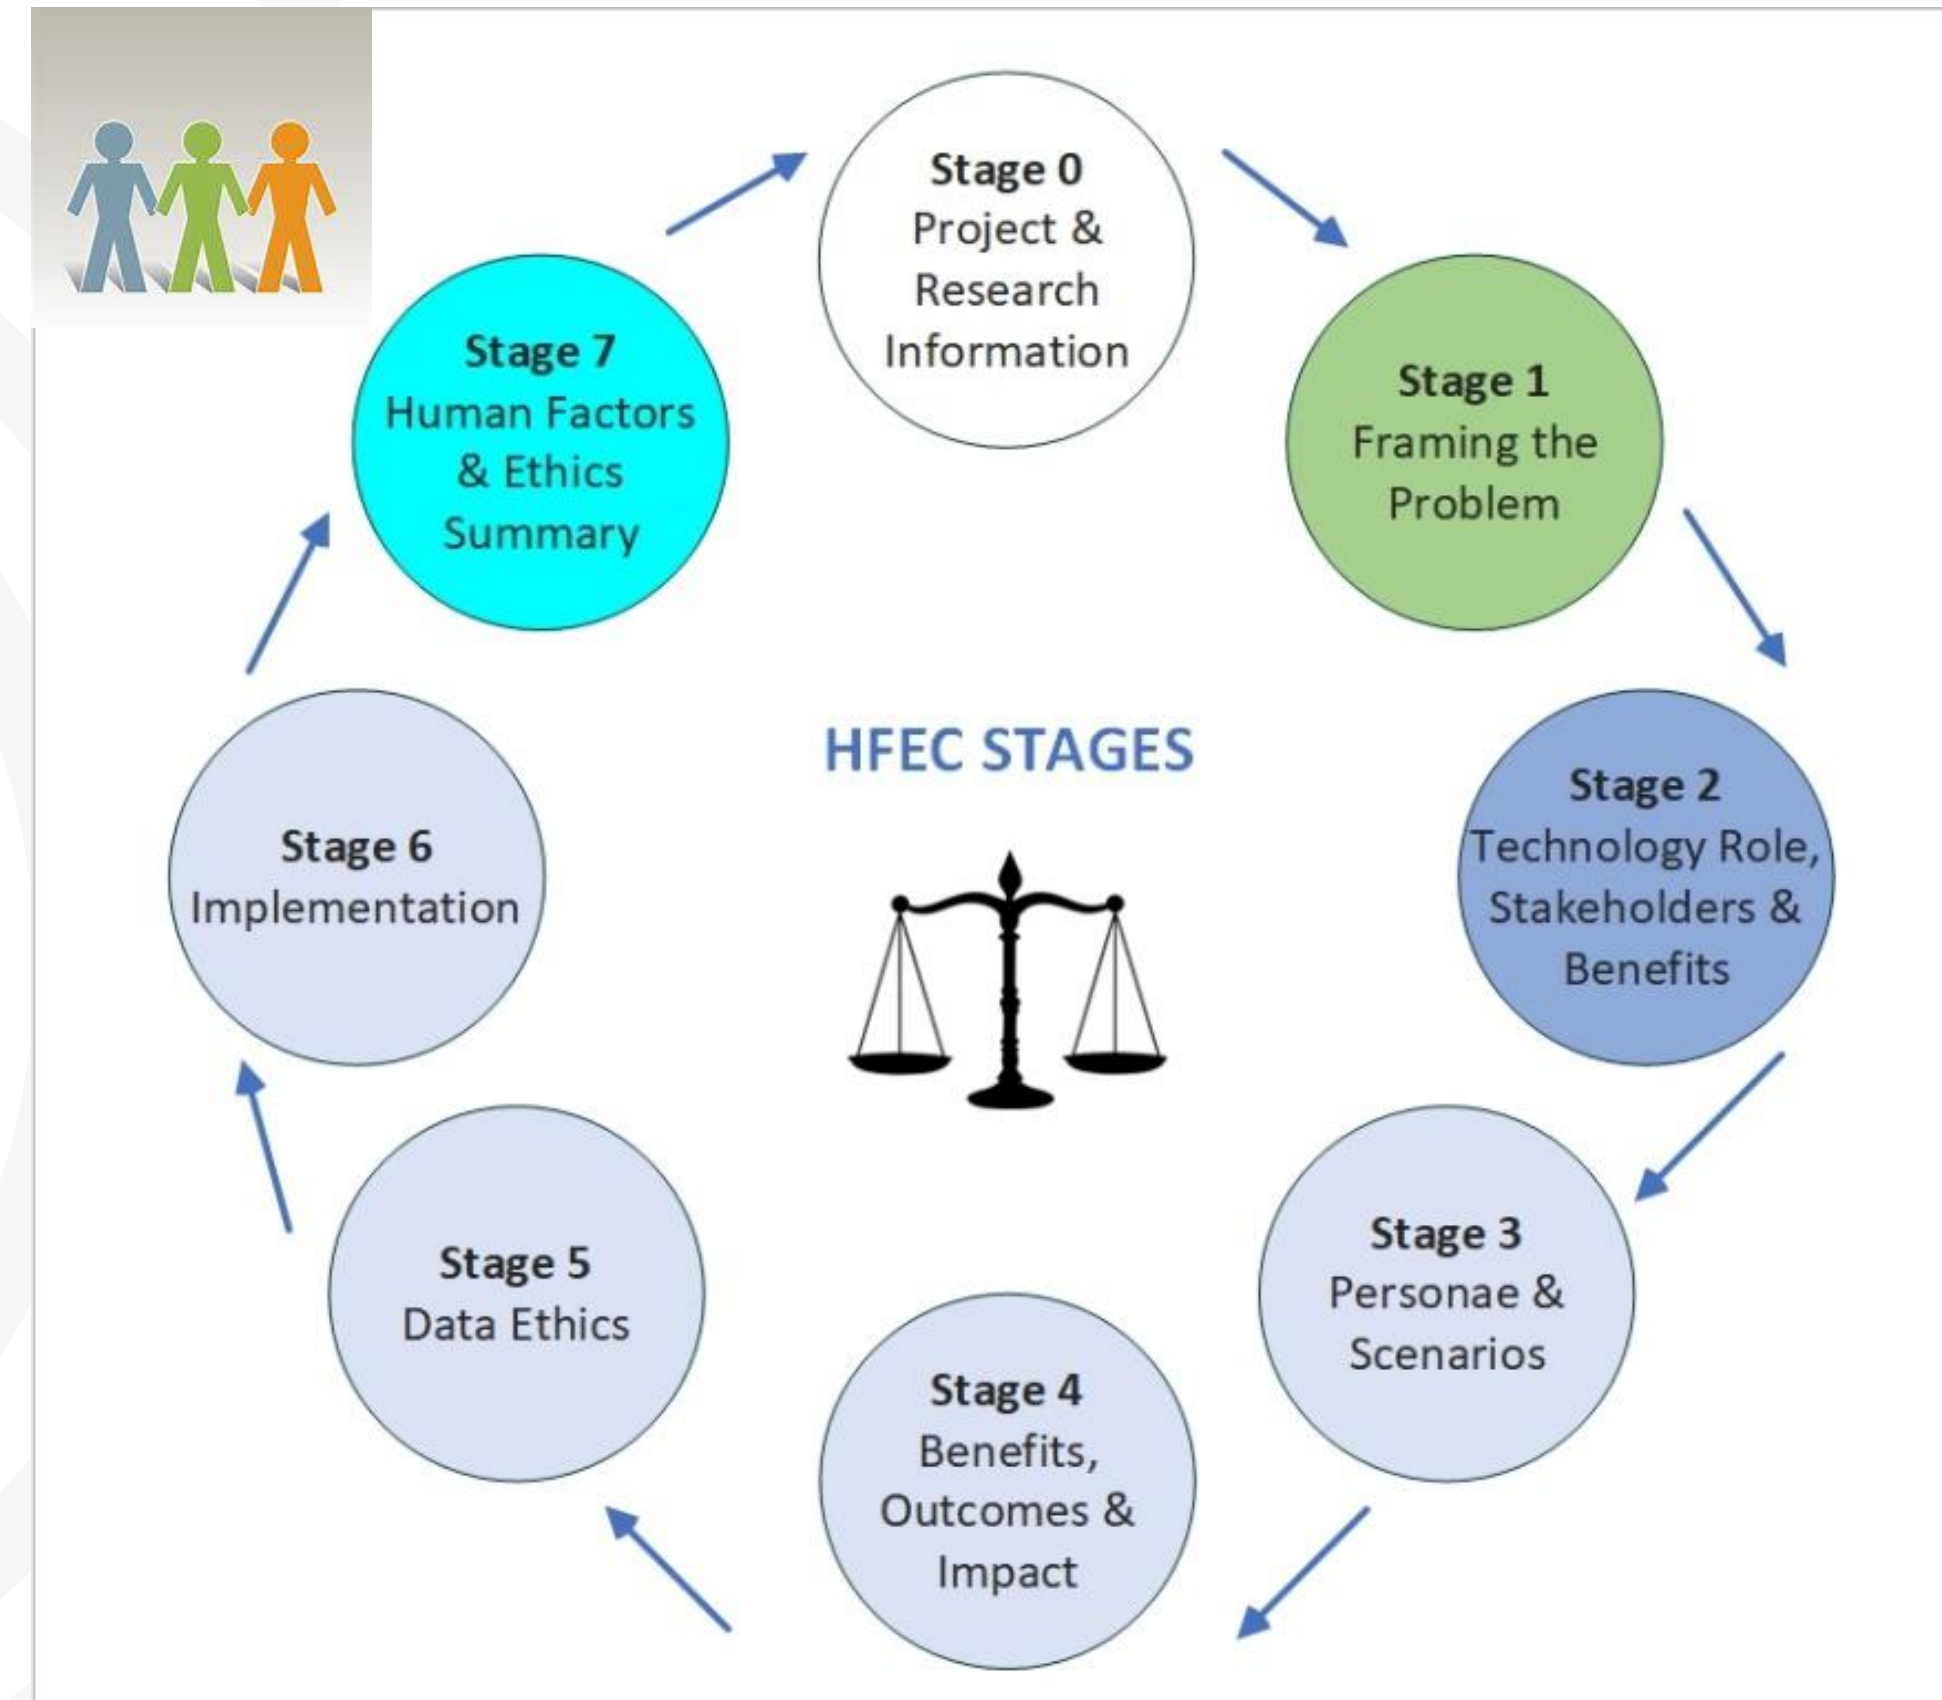 Stage 0
Project &
Research
Information
Stage 1
Framing the
Problem
Stage 2
Technology Role,
Stakeholders &
Benefits
Stage 3
Personae &
Scenarios
Stage 4
Benefits,
Outcomes &
Impact
Stage 5
Data Ethics
Stage 6
Implementation
Stage 7
Human Factors
& Ethics
Summary
HFEC STAGES